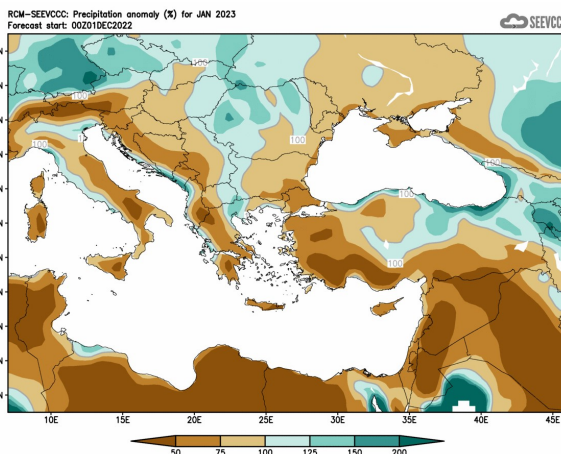 RCM-SEEVCCC: Precipitation anomaly (%) for JAN 2023
Forecast start: 00Z01DEC2022
SEEVCC
100
100
100
100
100
100
100
N
N
N
N
N
N
N
N
N
N
N
10E 15E 20E 25E 30E 35E 40E 45E
50 75 100 125 150 200